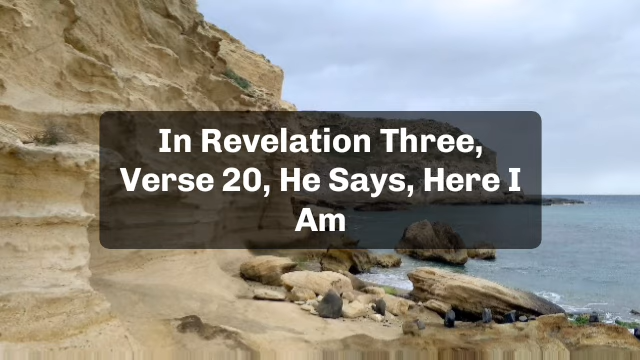 In Revelation Three,
Verse 20, He Says, Here I
Am